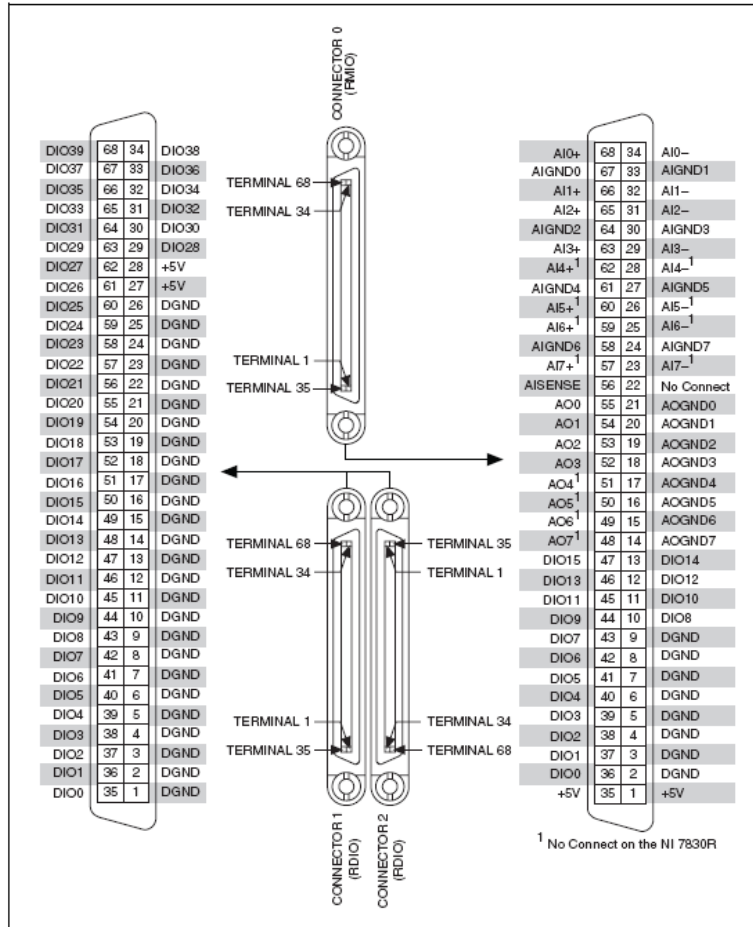 CONNECTOR 0
(RMIO)
DIO39 68 34 DIO38
DIO37 67 33 DIO36
DIO35 66 32 DIO34
DIO33 65 31 DIO32
DIO31 64 30 DIO30
DIO29 63 29 DIO28
DIO27 62 28 +5V
DIO26 61 27 +5V
DIO25 60 26 DGND
DIO24 59 25 DGND
DIO23 58 24 DGND
DIO22 57 23 DGND
DIO21 56 22 DGND
DIO20 55 21 DGND
DIO19 54 20 DGND
DIO18 53 19 DGND
DIO17 52 18 DGND
DIO16 51 17 DGND
DIO15 50 16 DGND
DIO14 49 15 DGND
DIO13 48 14 DGND
DIO12 47 13 DGND
DIO11 46 12 DGND
DIO10 45 11 DGND
DIO9 44 10 DGND
DIO8 43 9 DGND
DIO7 42 8 DGND
DIO6 41 7 DGND
DIO5 40 6 DGND
DIO4 39 5 DGND
DIO3 38 4 DGND
DIO2 37 3 DGND
DIO1 36 2 DGND
DIO0 35 1 DGND
TERMINAL 68
TERMINAL 34
TERMINAL 1
TERMINAL 35
TERMINAL 68
TERMINAL 34
TERMINAL 35
TERMINAL 1
TERMINAL 1
TERMINAL 35
TERMINAL 34
TERMINAL 68
CONNECTOR 1
(RDIO)
CONNECTOR 2
(RDIO)
AI0+ 68 34 AI0–
AIGND0 67 33 AIGND1
AI1+ 66 32 AI1–
AI2+ 65 31 AI2–
AIGND2 64 30 AIGND3
AI3+ 63 29 AI3–
AI4+¹ 62 28 AI4–¹
AIGND4 61 27 AIGND5
AI5+¹ 60 26 AI5–¹
AI6+¹ 59 25 AI6–¹
AIGND6 58 24 AIGND7
AI7+¹ 57 23 AI7–¹
AISENSE 56 22 No Connect
AO0 55 21 AOGND0
AO1 54 20 AOGND1
AO2 53 19 AOGND2
AO3 52 18 AOGND3
AO4¹ 51 17 AOGND4
AO5¹ 50 16 AOGND5
AO6¹ 49 15 AOGND6
AO7¹ 48 14 AOGND7
DIO15 47 13 DIO14
DIO13 46 12 DIO12
DIO11 45 11 DIO10
DIO9 44 10 DIO8
DIO7 43 9 DGND
DIO6 42 8 DGND
DIO5 41 7 DGND
DIO4 40 6 DGND
DIO3 39 5 DGND
DIO2 38 4 DGND
DIO1 37 3 DGND
DIO0 36 2 DGND
+5V 35 1 +5V
¹ No Connect on the NI 7830R